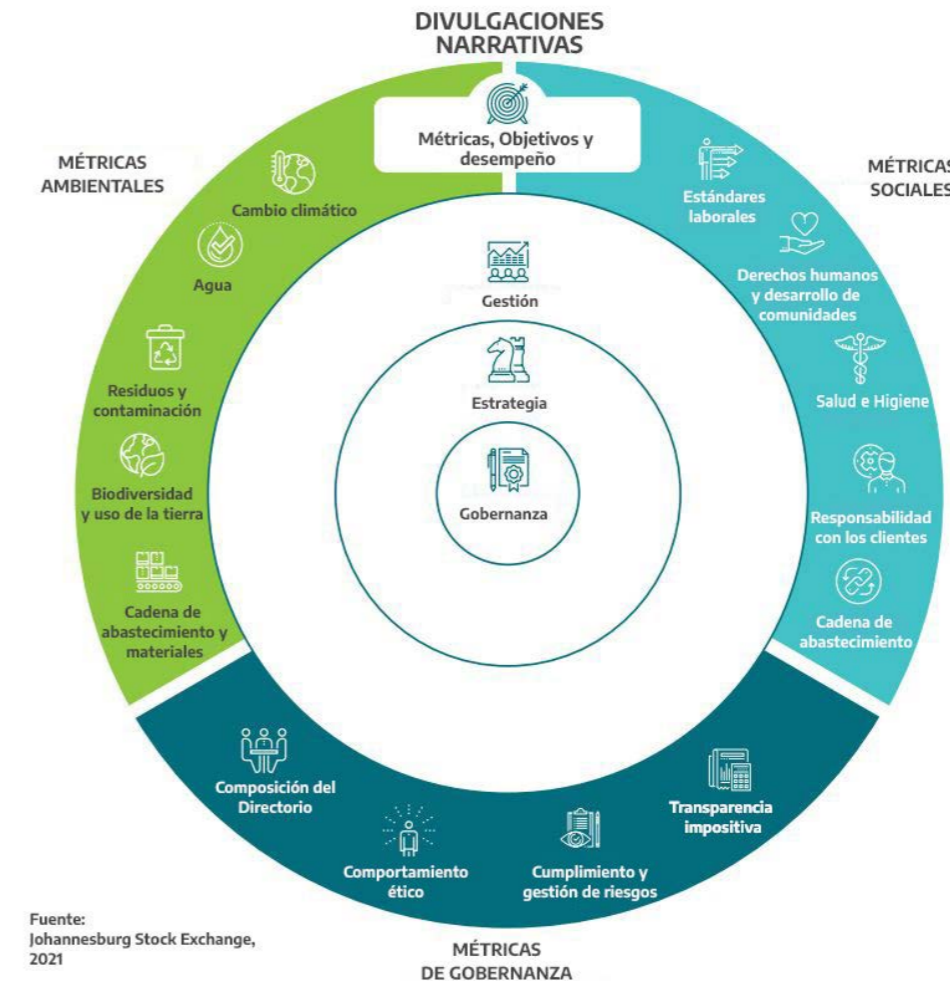 DIVULGACIONES
NARRATIVAS
Métricas, Objetivos y
desempeño
MÉTRICAS
AMBIENTALES
Cambio climático
Agua
Residuos y
contaminación
Biodiversidad
y uso de la tierra
Cadena de
abastecimiento y
materiales
MÉTRICAS
SOCIALES
Estándares
laborales
Derechos humanos
y desarrollo de
comunidades
Salud e Higiene
Responsabilidad
con los clientes
Cadena de
abastecimiento
Gestión
Estrategia
Gobernanza
Composición del
Directorio
Comportamiento
ético
Cumplimiento y
gestión de riesgos
Transparencia
impositiva
MÉTRICAS
DE GOBERNANZA
Fuente:
Johannesburg Stock Exchange,
2021